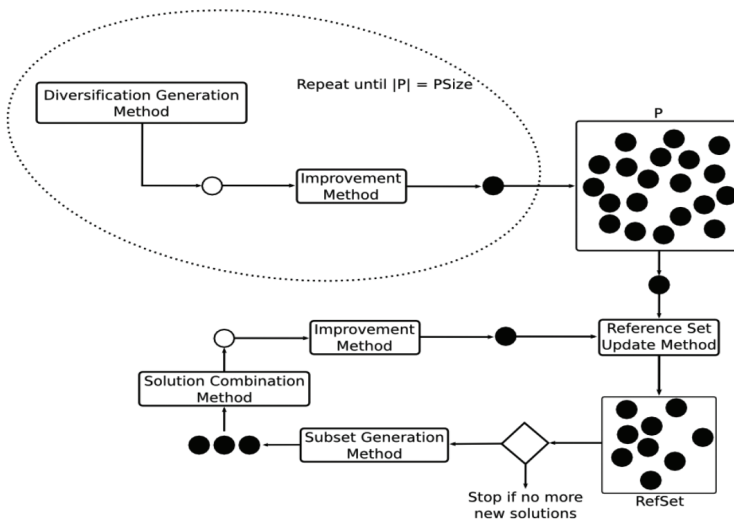 Diversification Generation
Method
Repeat until |P| = PSize
P
Improvement
Method
Improvement
Method
Reference Set
Update Method
Solution Combination
Method
Subset Generation
Method
Stop if no more
new solutions
RefSet